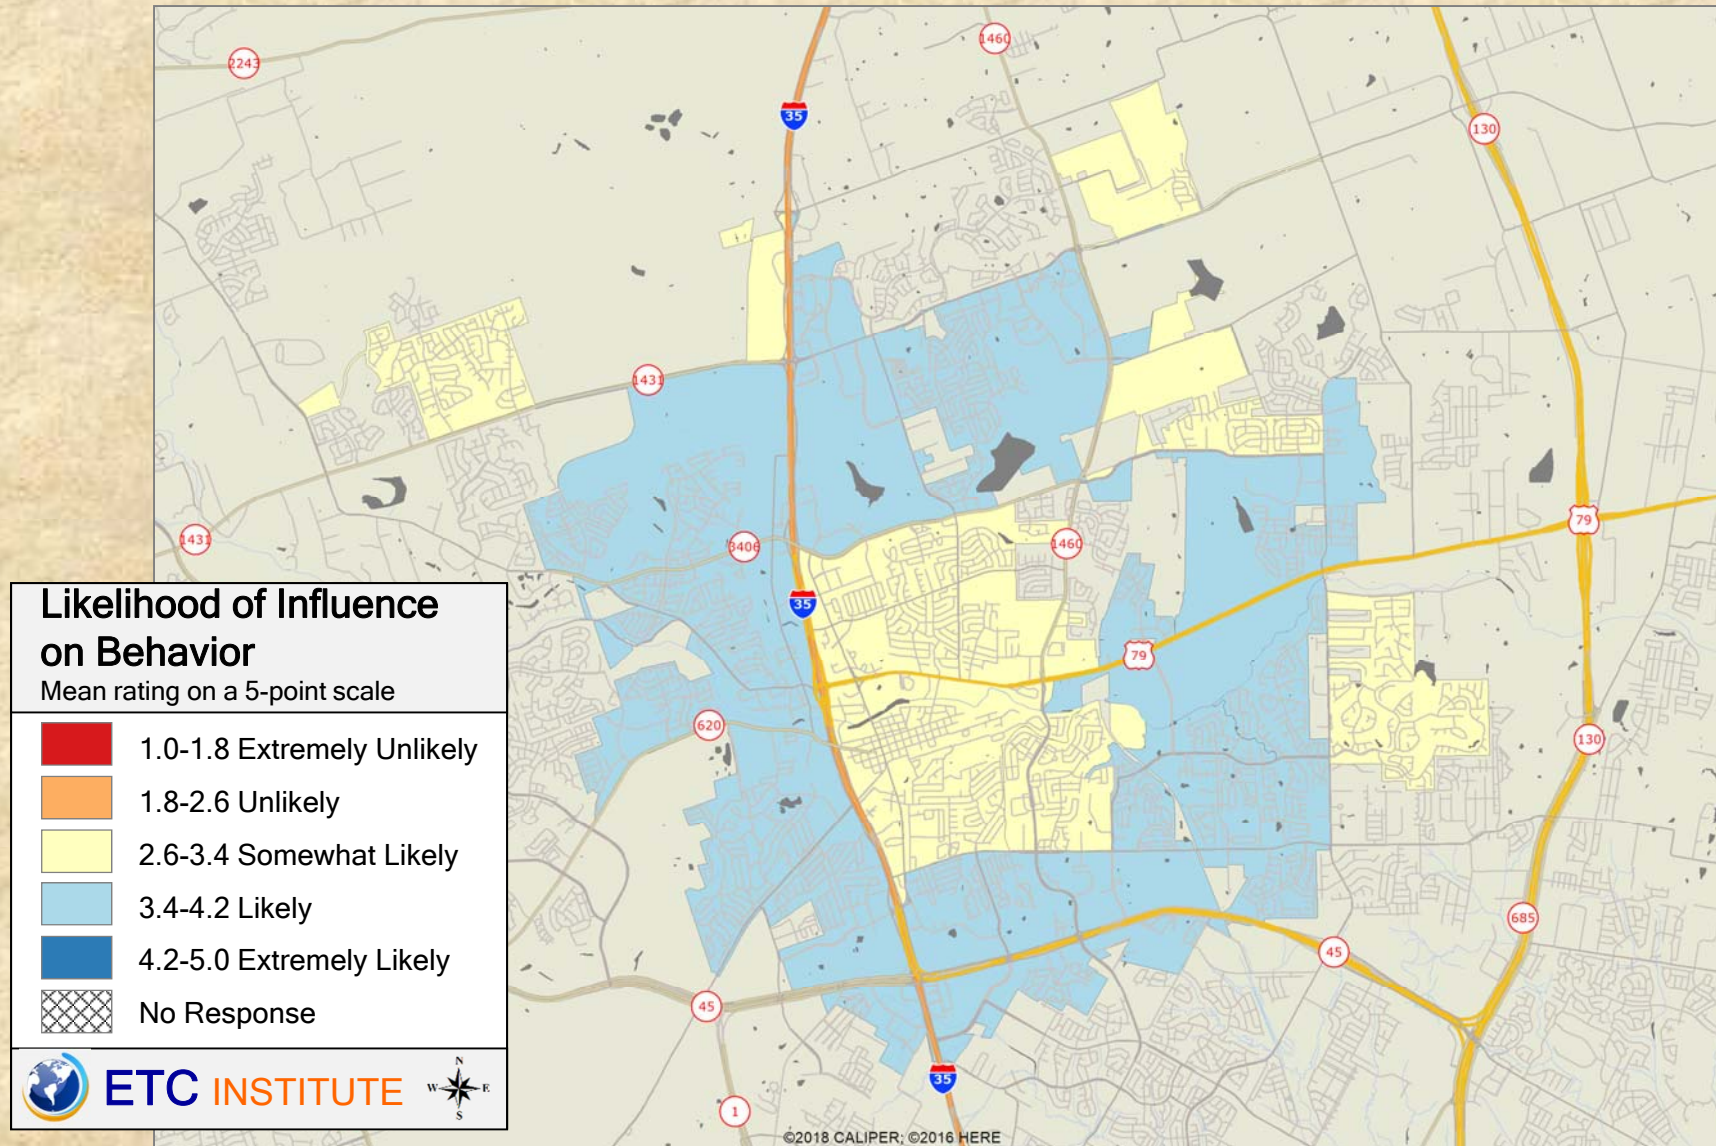 2243
1460
35
130
1431
1431
3406
1460
79
35
79
620
130
685
45
45
35
1
Likelihood of Influence
on Behavior
Mean rating on a 5-point scale
1.0-1.8 Extremely Unlikely
1.8-2.6 Unlikely
2.6-3.4 Somewhat Likely
3.4-4.2 Likely
4.2-5.0 Extremely Likely
No Response
ETC INSTITUTE
N
W E
S
©2018 CALIPER; ©2016 HERE